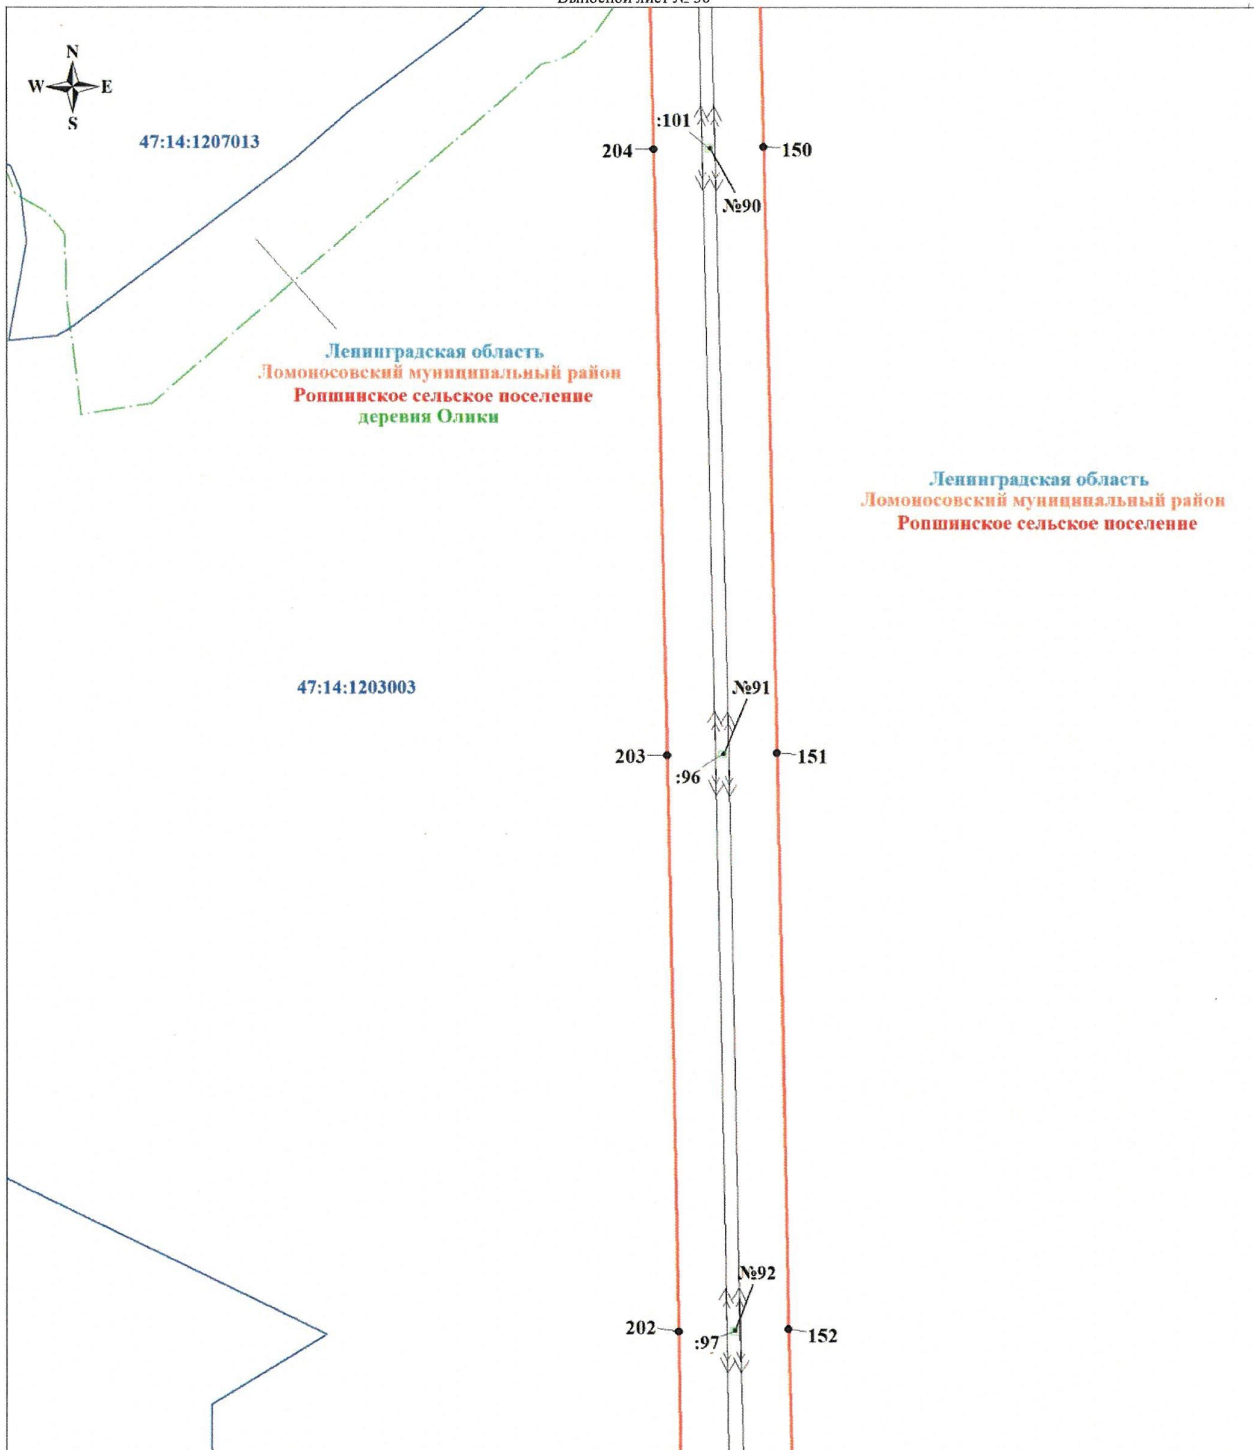 N
W E
S
47:14:1207013
:101
204
150
№90
Ленинградская область
Ломоносовский муниципальный район
Ропшинское сельское поселение
деревня Олики
Ленинградская область
Ломоносовский муниципальный район
Ропшинское сельское поселение
47:14:1203003
№91
203
151
:96
№92
202
152
:97